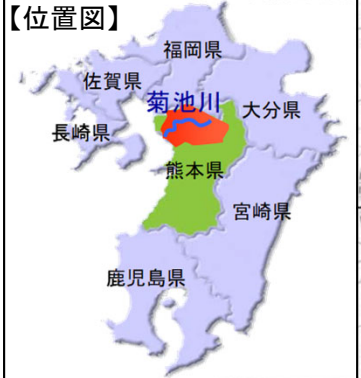 【位置図】
福岡県
佐賀県
菊池川
大分県
長崎県
熊本県
宮崎県
鹿児島県